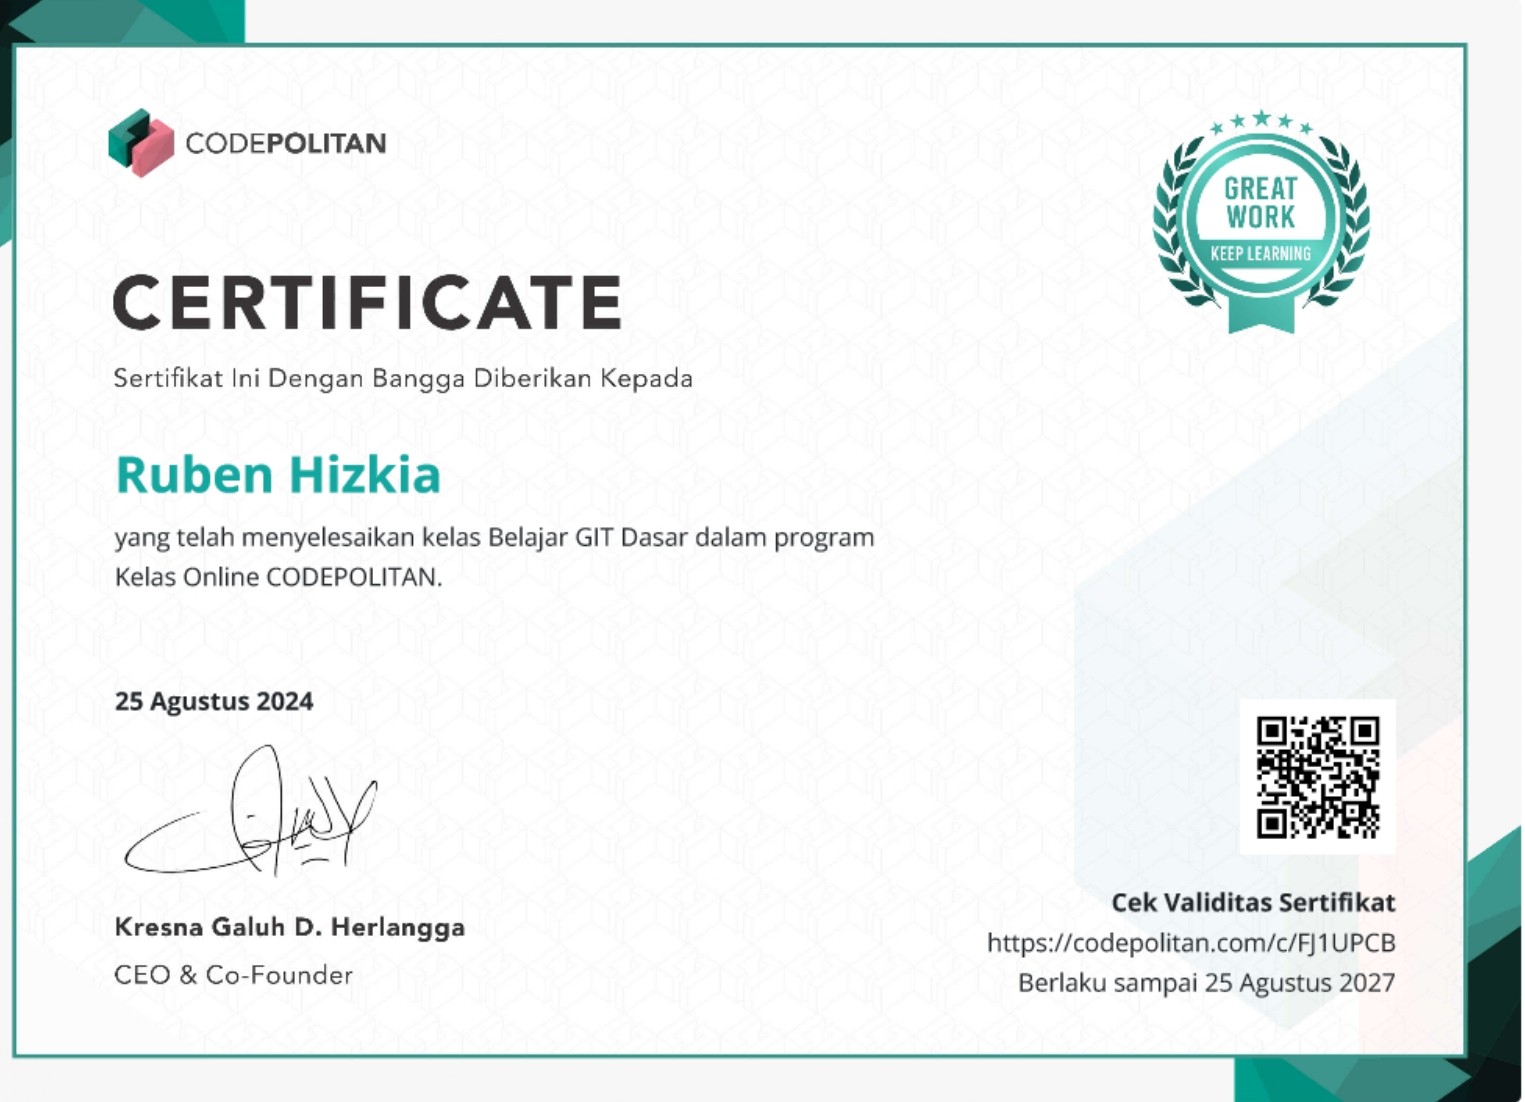 CODEPOLITAN
GREAT
WORK
KEEP LEARNING
CERTIFICATE
Sertifikat Ini Dengan Bangga Diberikan Kepada
Ruben Hizkia
yang telah menyelesaikan kelas Belajar GIT Dasar dalam program
Kelas Online CODEPOLITAN.
25 Agustus 2024
Kresna Galuh D. Herlangga
CEO & Co-Founder
Cek Validitas Sertifikat
https://codepolitan.com/c/FJ1UPCB
Berlaku sampai 25 Agustus 2027